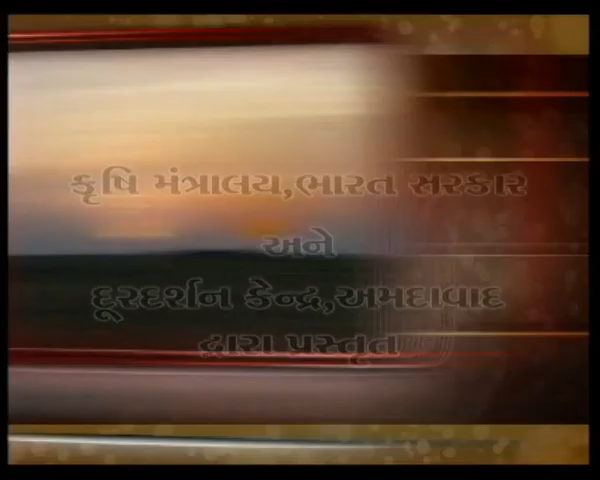 કૃષિ મંત્રાલય,ભારત સરકાર
અને
દૂરદર્શન કેન્દ્ર,અમદાવાદ
દ્વારા પ્રસ્તૃત